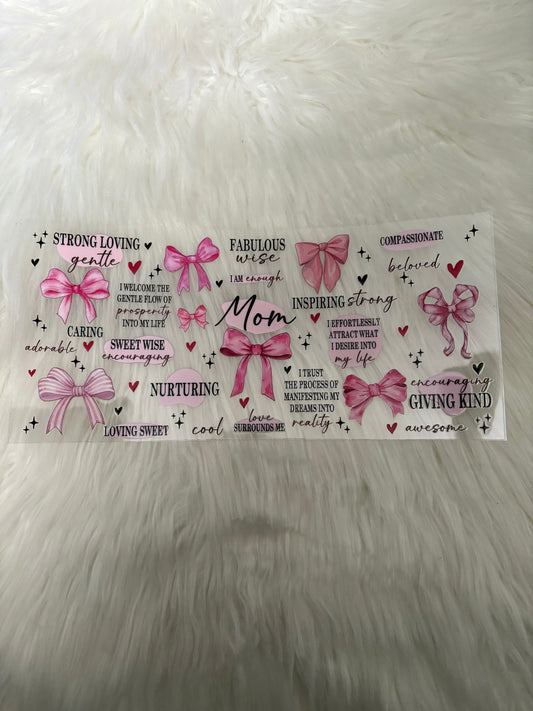 STRONG LOVING
gentle
FABULOUS
wise
I AM enough
COMPASSIONATE
beloved
I WELCOME THE
GENTLE FLOW OF
prosperity
INTO MY LIFE
Mom
INSPIRING strong
CARING
adorable
SWEET WISE
encouraging
I EFFORTLESSLY
ATTRACT WHAT
I DESIRE INTO
my life
NURTURING
I TRUST
THE PROCESS OF
MANIFESTING MY
DREAMS INTO
reality
encouraging
GIVING KIND
LOVING SWEET
cool
love
SURROUNDS ME
awesome